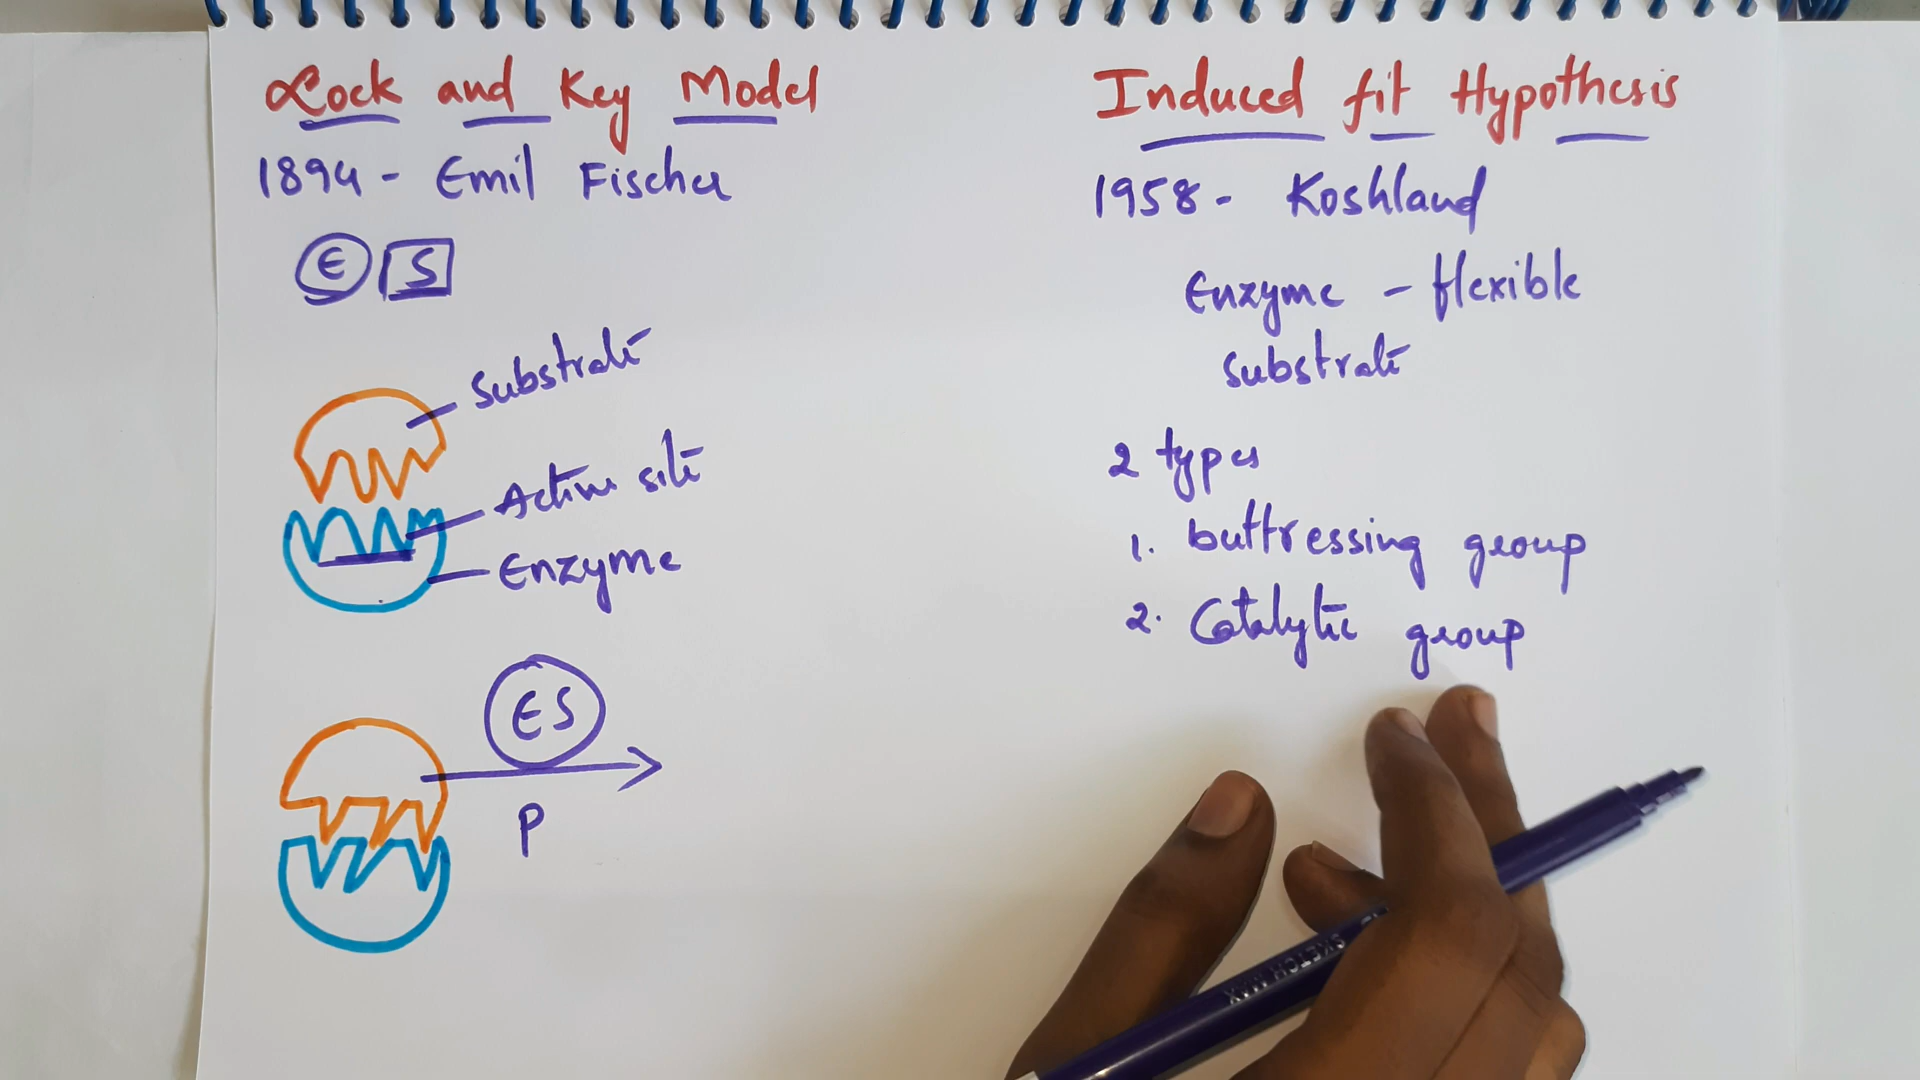 Lock and Key Model
1894 - Emil Fischer
E S
Substrate
Active site
Enzyme
ES
P
Induced fit Hypothesis
1958 - Koshland
Enzyme - flexible
substrate
2 types
1. buttressing group
2. Catalytic group
SKETCH MAX